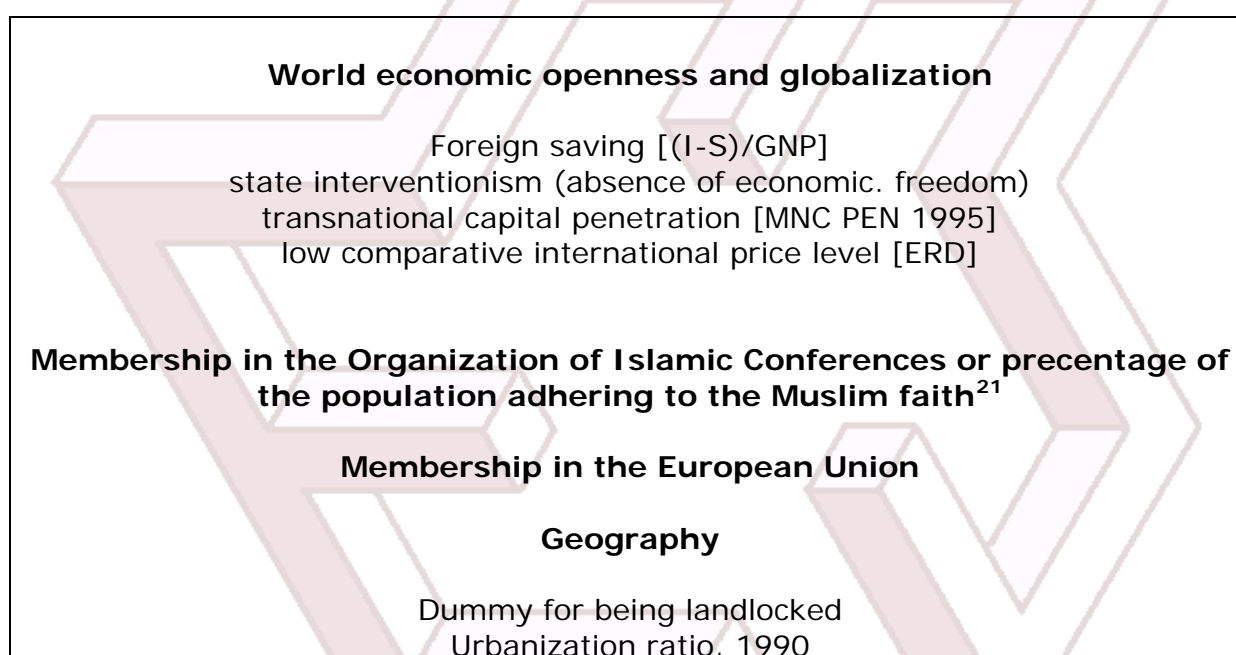 World economic openness and globalization
Foreign saving [(I-S)/GNP]
state interventionism (absence of economic. freedom)
transnational capital penetration [MNC PEN 1995]
low comparative international price level [ERD]
Membership in the Organization of Islamic Conferences or precentage of
the population adhering to the Muslim faith²¹
Membership in the European Union
Geography
Dummy for being landlocked
Urbanization ratio, 1990